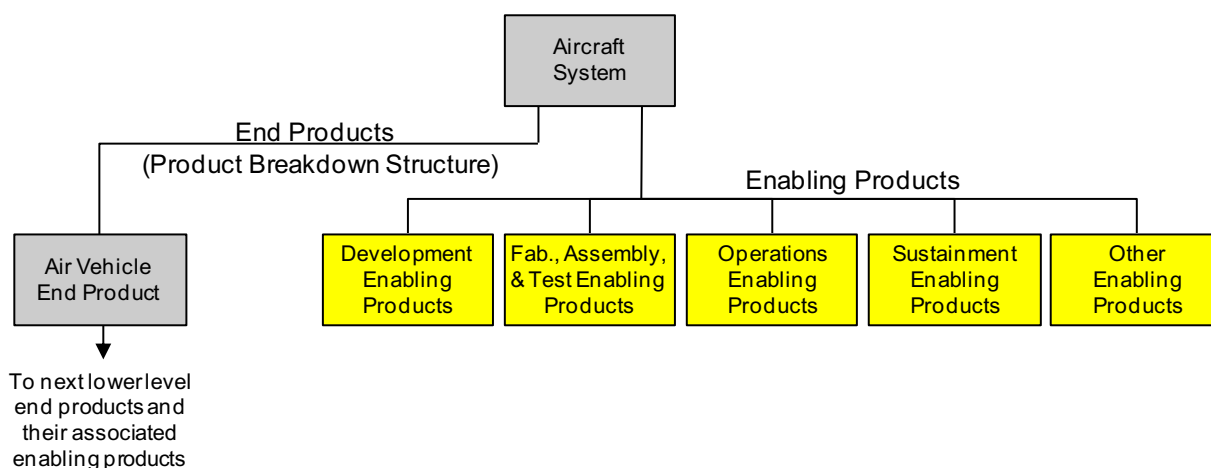 Aircraft
System
End Products
(Product Breakdown Structure)
Enabling Products
Air Vehicle
End Product
Development
Enabling
Products
Fab., Assembly,
& Test Enabling
Products
Operations
Enabling
Products
Sustainment
Enabling
Products
Other
Enabling
Products
To next lower level
end products and
their associated
enabling products